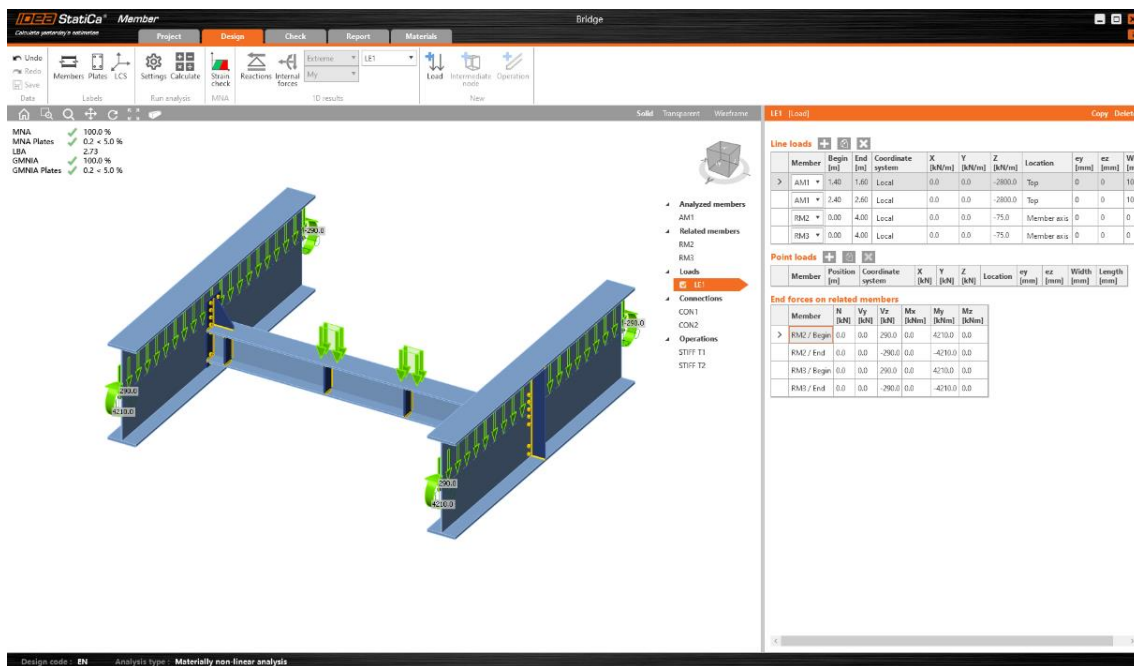 IDEA StatiCa® Member
Calculate yesterday's estimates
Bridge
Project Design Check Report Materials
Undo
Redo
Save
Members Plates LCS
Settings Calculate
Strain check
Reactions Internal forces
Extreme LE1
My
Load Intermediate node Operation
Data Labels Run analysis MNA 1D results New
Solid Transparent Wireframe
MNA 100.0 %
MNA Plates 0.2 < 5.0 %
LBA 2.73
GMNIA 100.0 %
GMNIA Plates 0.2 < 5.0 %
-290.0
-290.0
290.0
4210.0
290.0
4210.0
Analyzed members
AM1
Related members
RM2
RM3
Loads
LE1
Connections
CON1
CON2
Operations
STIFF T1
STIFF T2
LE1 [Load] Copy Delet
Line loads
Member Begin [m] End [m] Coordinate system X [kN/m] Y [kN/m] Z [kN/m] Location ey [mm] ez [mm]
> AM1 1.40 1.60 Local 0.0 0.0 -2800.0 Top 0 0 10
AM1 2.40 2.60 Local 0.0 0.0 -2800.0 Top 0 0 10
RM2 0.00 4.00 Local 0.0 0.0 -75.0 Member axis 0 0 0
RM3 0.00 4.00 Local 0.0 0.0 -75.0 Member axis 0 0 0
Point loads
Member Position [m] Coordinate system X [kN] Y [kN] Z [kN] Location ey [mm] ez [mm] Width [mm] Length [mm]
End forces on related members
Member N [kN] Vy [kN] Vz [kN] Mx [kNm] My [kNm] Mz [kNm]
> RM2 / Begin 0.0 0.0 290.0 0.0 4210.0 0.0
RM2 / End 0.0 0.0 -290.0 0.0 -4210.0 0.0
RM3 / Begin 0.0 0.0 290.0 0.0 4210.0 0.0
RM3 / End 0.0 0.0 -290.0 0.0 -4210.0 0.0
Design code : EN Analysis type : Materially non-linear analysis